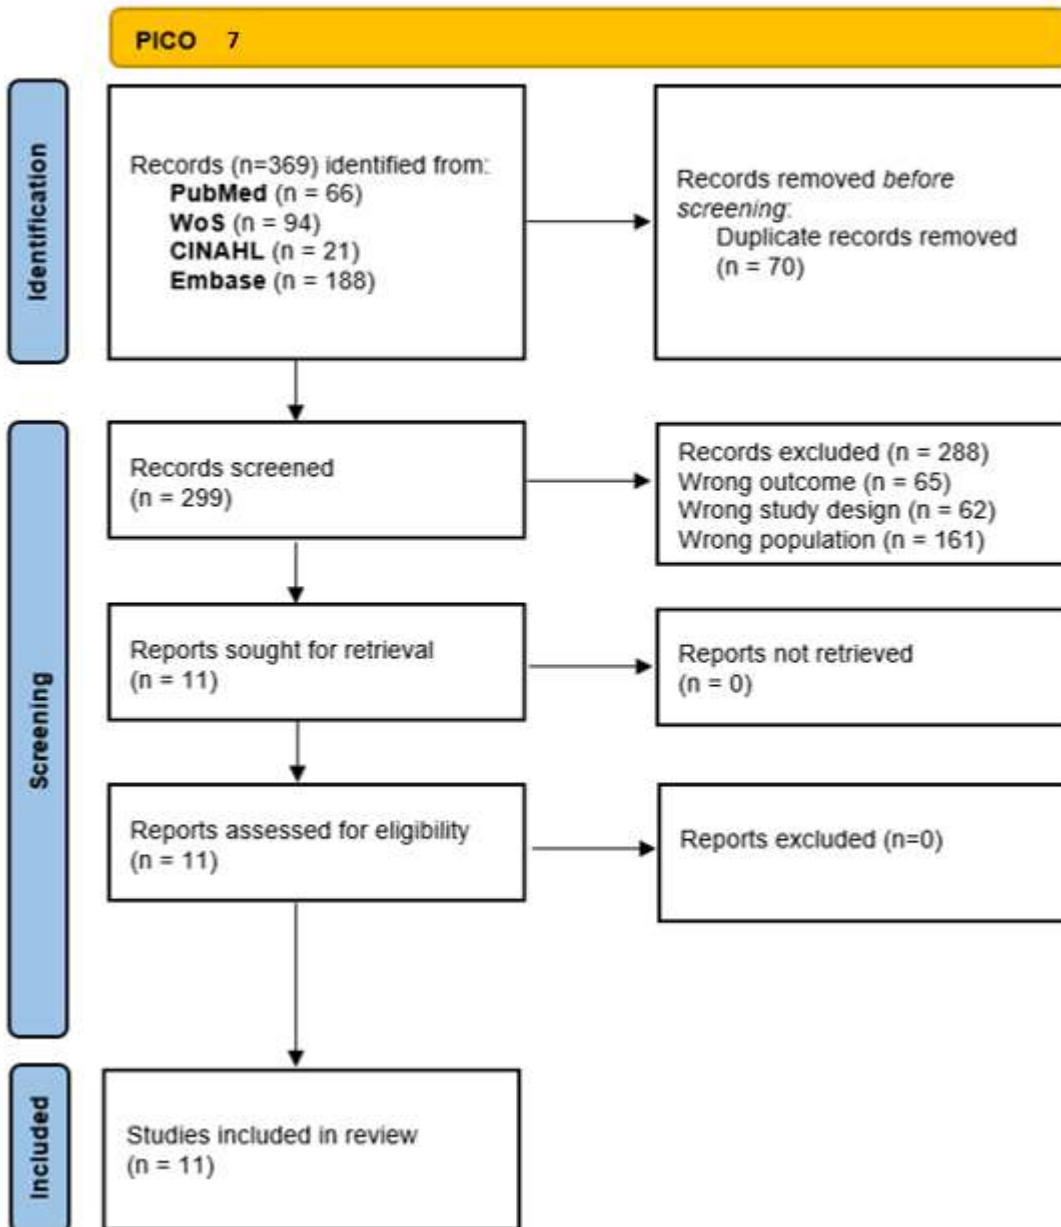 PICO 7
Identification
Records (n=369) identified from:
PubMed (n = 66)
WoS (n = 94)
CINAHL (n = 21)
Embase (n = 188)
Records removed before
screening:
Duplicate records removed
(n = 70)
Screening
Records screened
(n = 299)
Records excluded (n = 288)
Wrong outcome (n = 65)
Wrong study design (n = 62)
Wrong population (n = 161)
Reports sought for retrieval
(n = 11)
Reports not retrieved
(n = 0)
Reports assessed for eligibility
(n = 11)
Reports excluded (n=0)
Included
Studies included in review
(n = 11)